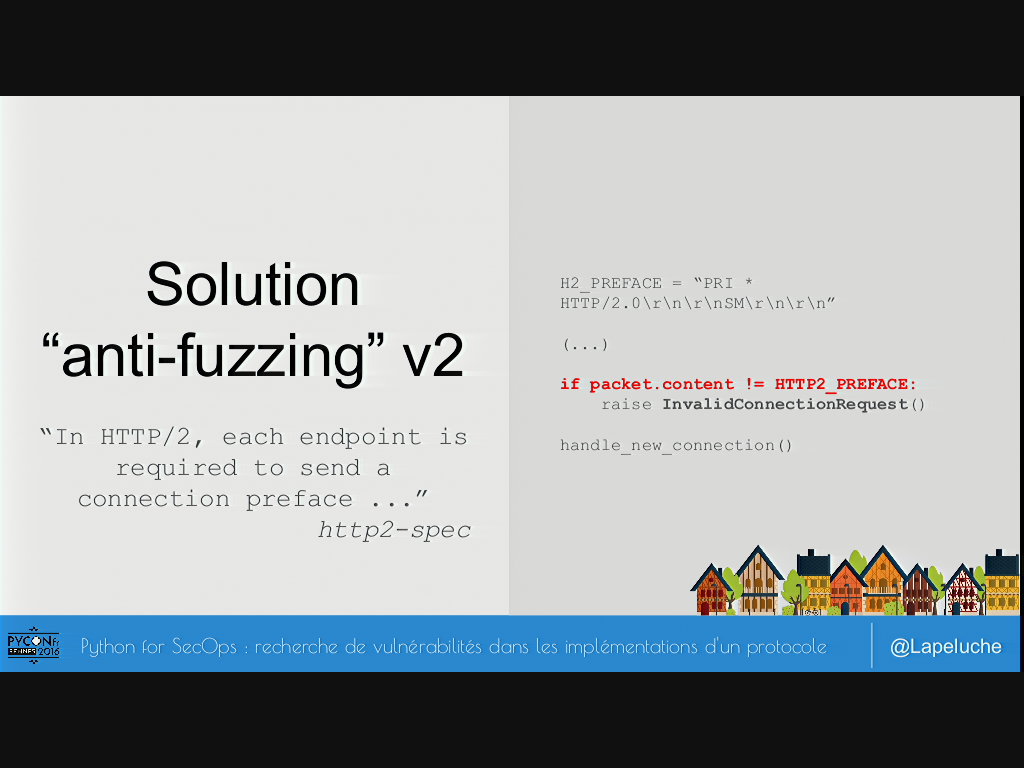 Solution
“anti-fuzzing” v2
“In HTTP/2, each endpoint is
required to send a
connection preface ...”
http2-spec
H2_PREFACE = “PRI *
HTTP/2.0\r\n\r\nSM\r\n\r\n”
(...)
if packet.content != HTTP2_PREFACE:
raise InvalidConnectionRequest()
handle_new_connection()
PYCON.fr
RENNES 2016
Python for SecOps : recherche de vulnérabilités dans les implémentations d'un protocole
@Lapeluche